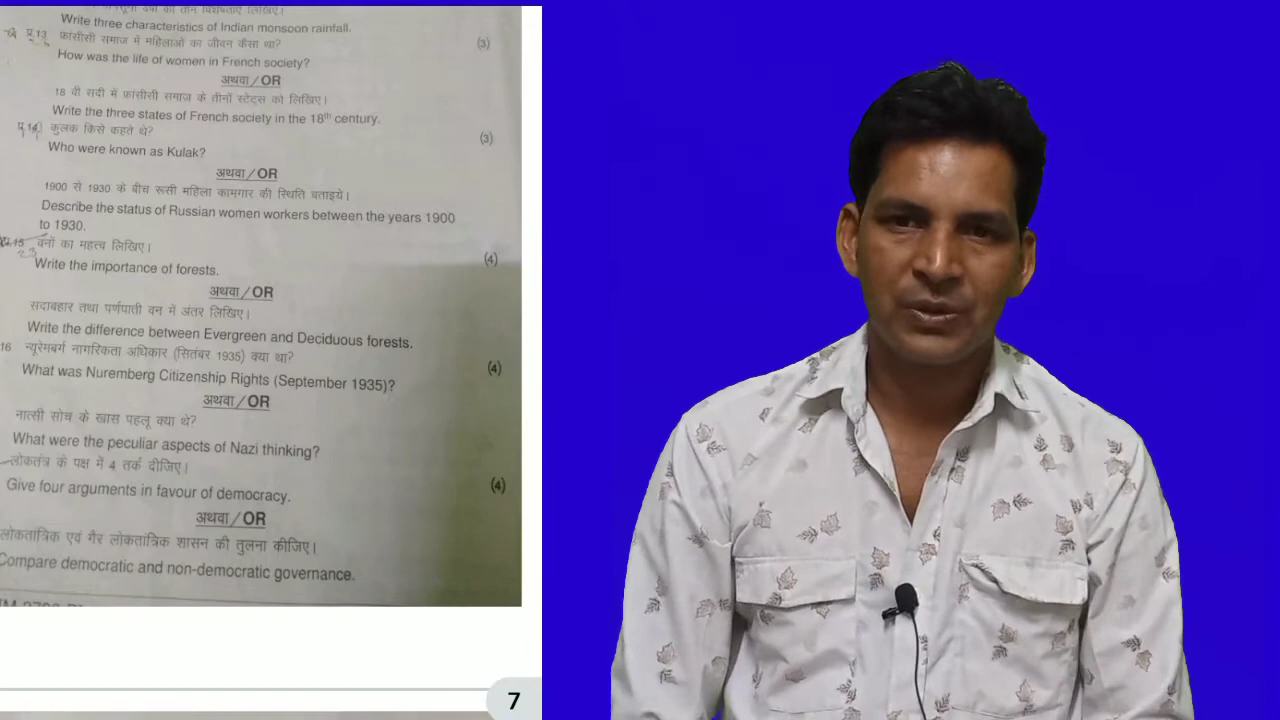 तीन विशेषताएं लिखिए।
Write three characteristics of Indian monsoon rainfall.
प्र.13 फ्रांसीसी समाज में महिलाओं का जीवन कैसा था? (3)
How was the life of women in French society?
अथवा / OR
18 वी सदी में फ्रांसीसी समाज के तीनों स्टेट्स को लिखिए।
Write the three states of French society in the 18th century.
प्र.14 कुलक किसे कहते थे? (3)
Who were known as Kulak?
अथवा / OR
1900 से 1930 के बीच रूसी महिला कामगार की स्थिति बताइये।
Describe the status of Russian women workers between the years 1900
to 1930.
15 वनों का महत्व लिखिए। (4)
23
Write the importance of forests.
अथवा / OR
सदाबहार तथा पर्णपाती वन में अंतर लिखिए।
Write the difference between Evergreen and Deciduous forests.
16 न्यूरेमबर्ग नागरिकता अधिकार (सितंबर 1935) क्या था? (4)
What was Nuremberg Citizenship Rights (September 1935)?
अथवा / OR
नात्सी सोच के खास पहलू क्या थे?
What were the peculiar aspects of Nazi thinking?
लोकतंत्र के पक्ष में 4 तर्क दीजिए। (4)
Give four arguments in favour of democracy.
अथवा / OR
लोकतांत्रिक एवं गैर लोकतांत्रिक शासन की तुलना कीजिए।
Compare democratic and non-democratic governance.
7